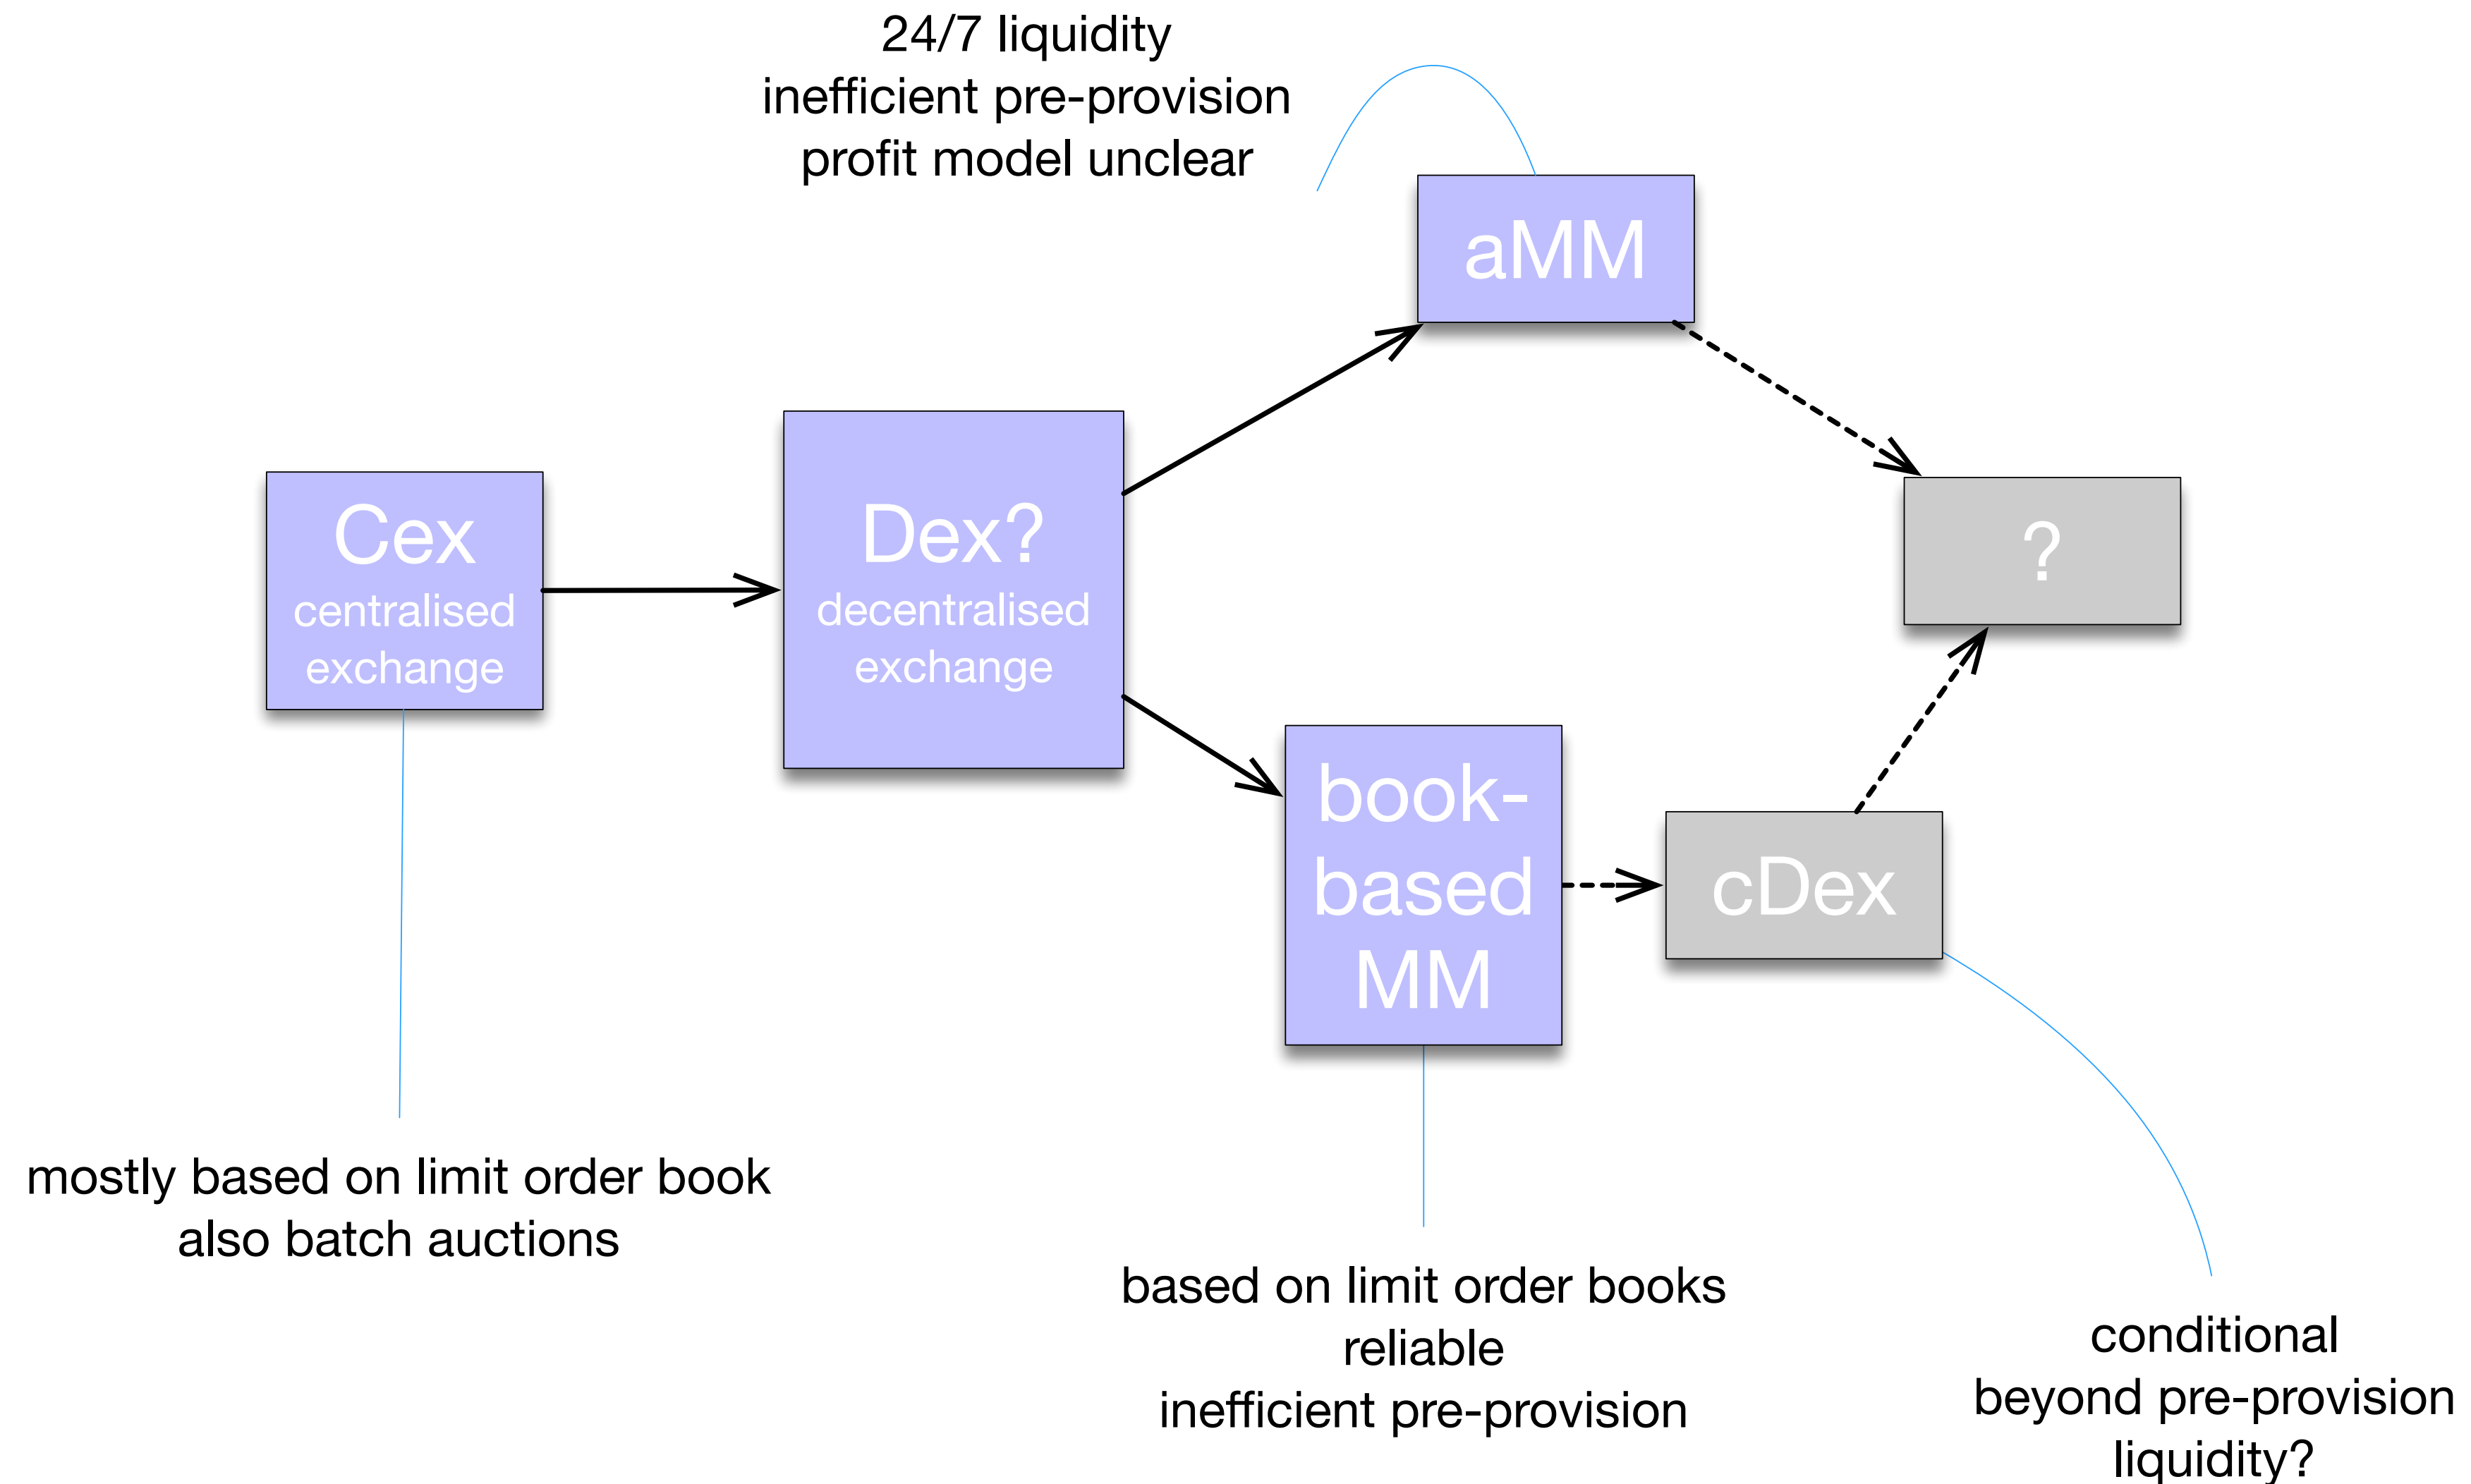 24/7 liquidity
inefficient pre-provision
profit model unclear
aMM
Cex
centralised
exchange
Dex?
decentralised
exchange
?
book-
based
MM
cDex
mostly based on limit order book
also batch auctions
based on limit order books
reliable
inefficient pre-provision
conditional
beyond pre-provision
liquidity?